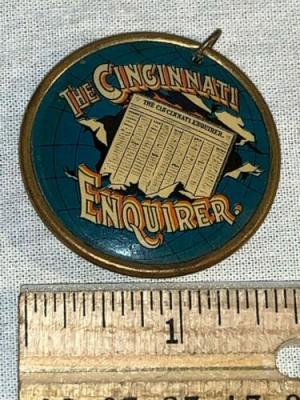 THE CINCINNATI
THE CINCINNATI ENQUIRER.
ENQUIRER.
1